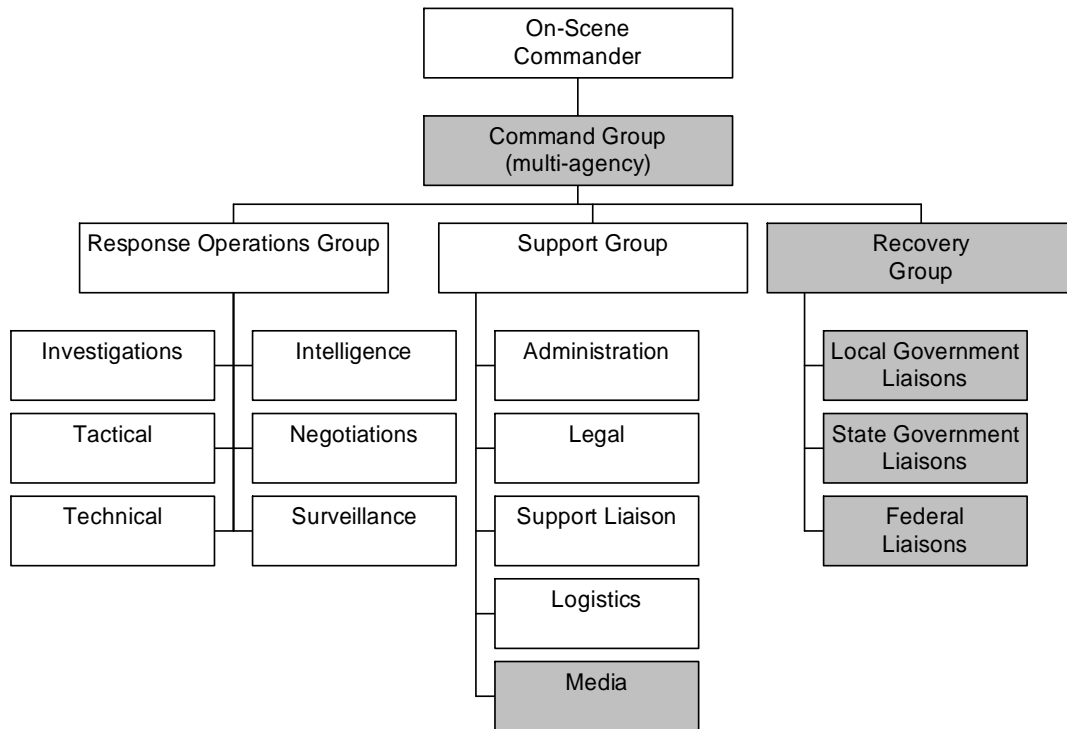 On-Scene
Commander
Command Group
(multi-agency)
Response Operations Group
Support Group
Recovery
Group
Investigations
Intelligence
Administration
Local Government
Liaisons
Tactical
Negotiations
Legal
State Government
Liaisons
Technical
Surveillance
Support Liaison
Federal
Liaisons
Logistics
Media